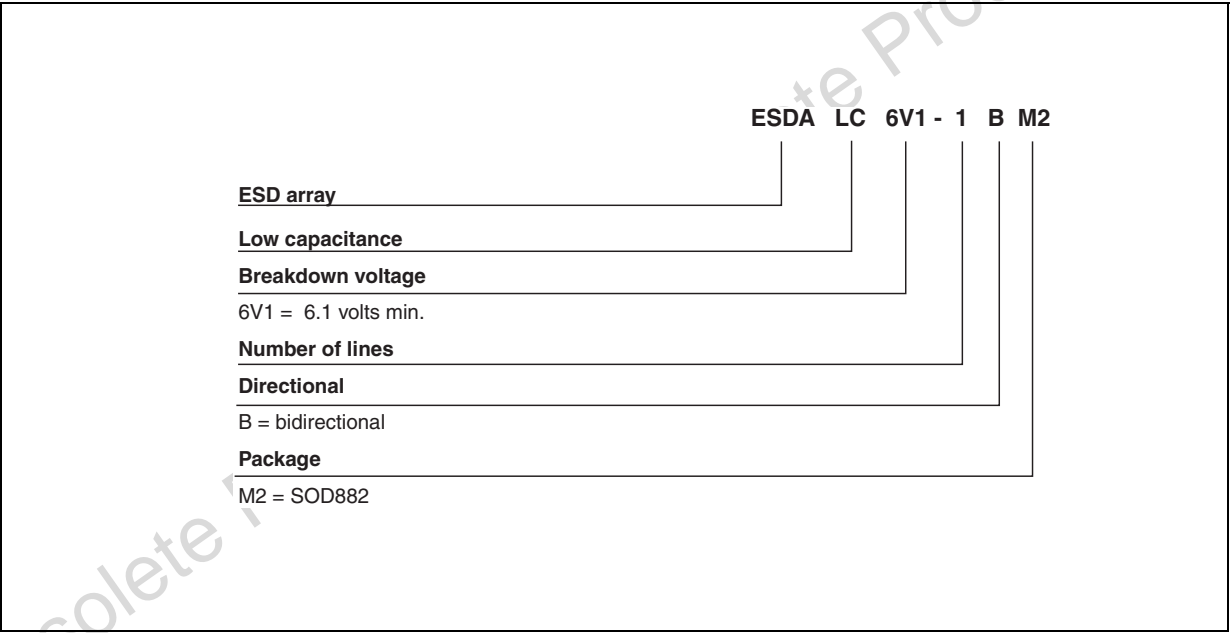 ESDA LC 6V1 - 1 B M2
ESD array
Low capacitance
Breakdown voltage
6V1 = 6.1 volts min.
Number of lines
Directional
B = bidirectional
Package
M2 = SOD882